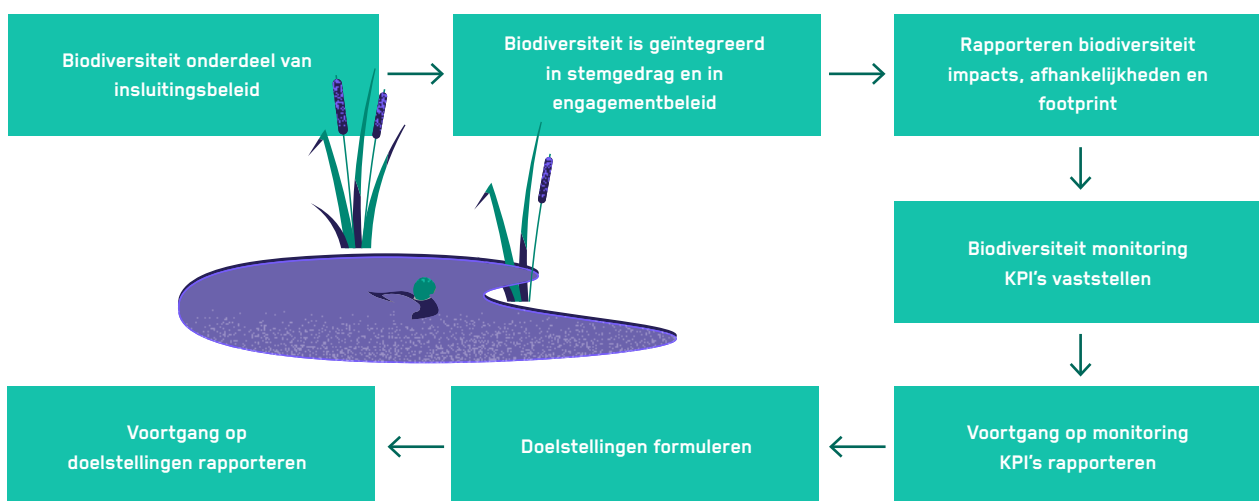 Biodiversiteit onderdeel van
insluitingsbeleid
Biodiversiteit is geïntegreerd
in stemgedrag en in
engagementbeleid
Rapporteren biodiversiteit
impacts, afhankelijkheden en
footprint
Biodiversiteit monitoring
KPI's vaststellen
Voortgang op monitoring
KPI's rapporteren
Doelstellingen formuleren
Voortgang op
doelstellingen rapporteren